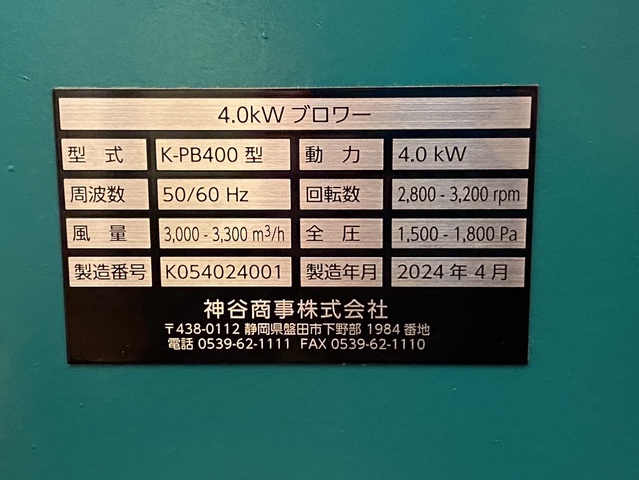 4.0kW ブロワー
型 式 K-PB400 型 動 力 4.0 kW
周波数 50/60 Hz 回転数 2,800 - 3,200 rpm
風 量 3,000 - 3,300 m³/h 全 圧 1,500 - 1,800 Pa
製造番号 K054024001 製造年月 2024 年 4 月
神谷商事株式会社
〒438-0112 静岡県盤田市下野部 1984 番地
電話 0539-62-1111 FAX 0539-62-1110